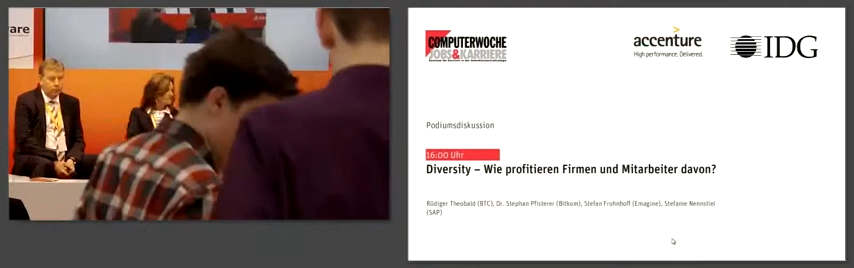 are
COMPUTERWOCHE
JOBS&KARRIERE
accenture
High performance. Delivered.
IDG
Podiumsdiskussion
16:00 Uhr
Diversity – Wie profitieren Firmen und Mitarbeiter davon?
Rüdiger Theobald (BTC), Dr. Stephan Pfisterer (Bitkom), Stefan Frohnhoff (Emagine), Stefanie Nennstiel
(SAP)